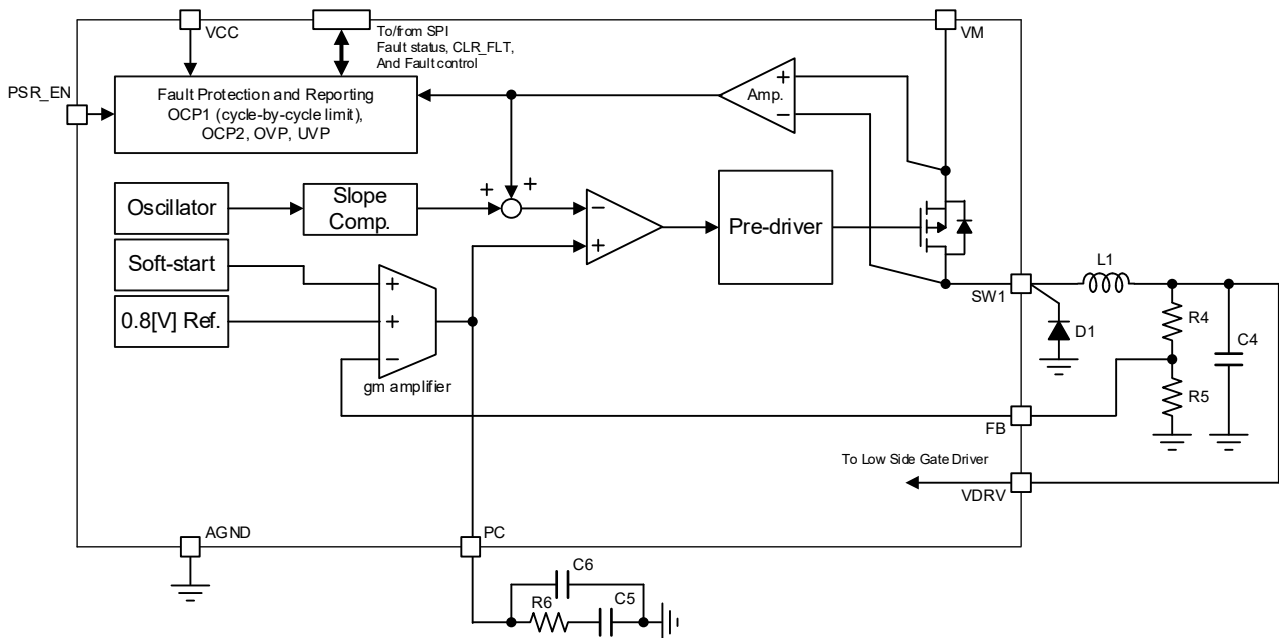 VCC
To/from SPI
Fault status, CLR_FLT,
And Fault control
VM
PSR_EN
Fault Protection and Reporting
OCP1 (cycle-by-cycle limit),
OCP2, OVP, UVP
+
Amp.
−
Oscillator
Slope
Comp.
+
+
−
+
Pre-driver
Soft-start
0.8[V] Ref.
+
+
−
gm amplifier
SW1
L1
D1
R4
C4
R5
FB
To Low Side Gate Driver
VDRV
AGND
PC
C6
R6
C5